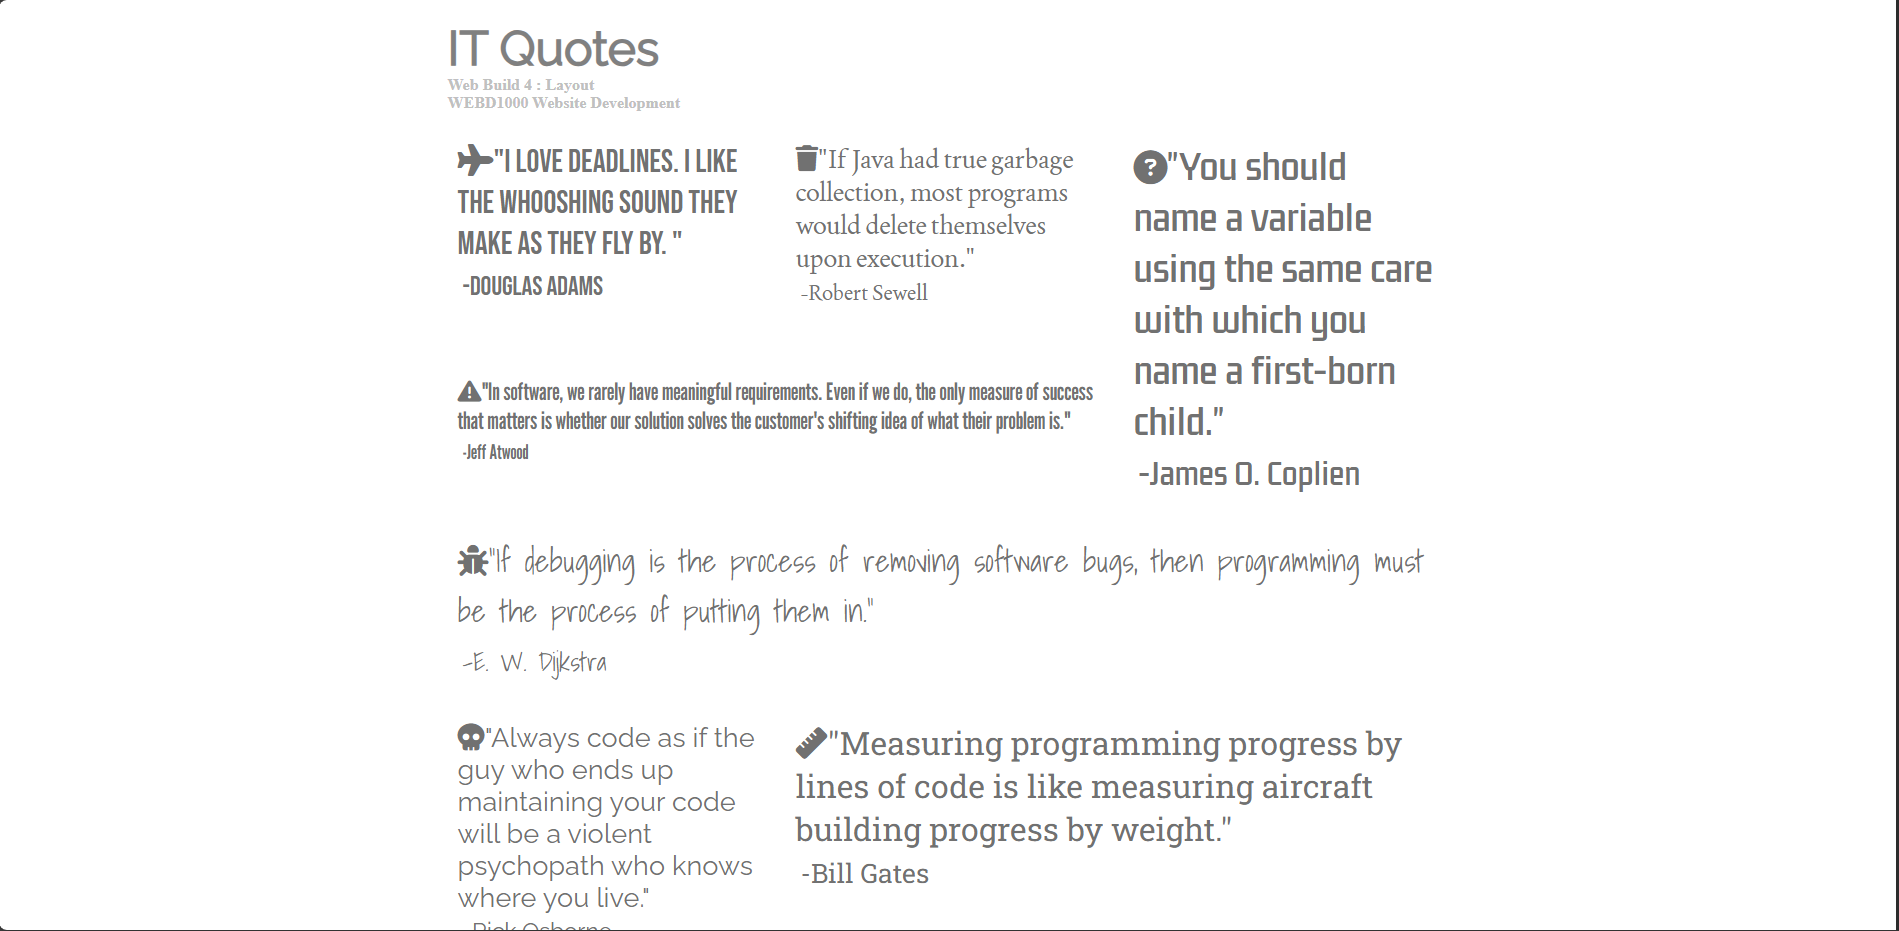 IT Quotes
Web Build 4 : Layout
WEBD1000 Website Development
"I LOVE DEADLINES. I LIKE
THE WHOOSHING SOUND THEY
MAKE AS THEY FLY BY. "
-DOUGLAS ADAMS
"If Java had true garbage
collection, most programs
would delete themselves
upon execution."
-Robert Sewell
"You should
name a variable
using the same care
with which you
name a first-born
child."
-James O. Coplien
"In software, we rarely have meaningful requirements. Even if we do, the only measure of success
that matters is whether our solution solves the customer's shifting idea of what their problem is."
-Jeff Atwood
"If debugging is the process of removing software bugs, then programming must
be the process of putting them in."
-E. W. Dijkstra
"Always code as if the
guy who ends up
maintaining your code
will be a violent
psychopath who knows
where you live."
Rick Osborne
"Measuring programming progress by
lines of code is like measuring aircraft
building progress by weight."
-Bill Gates